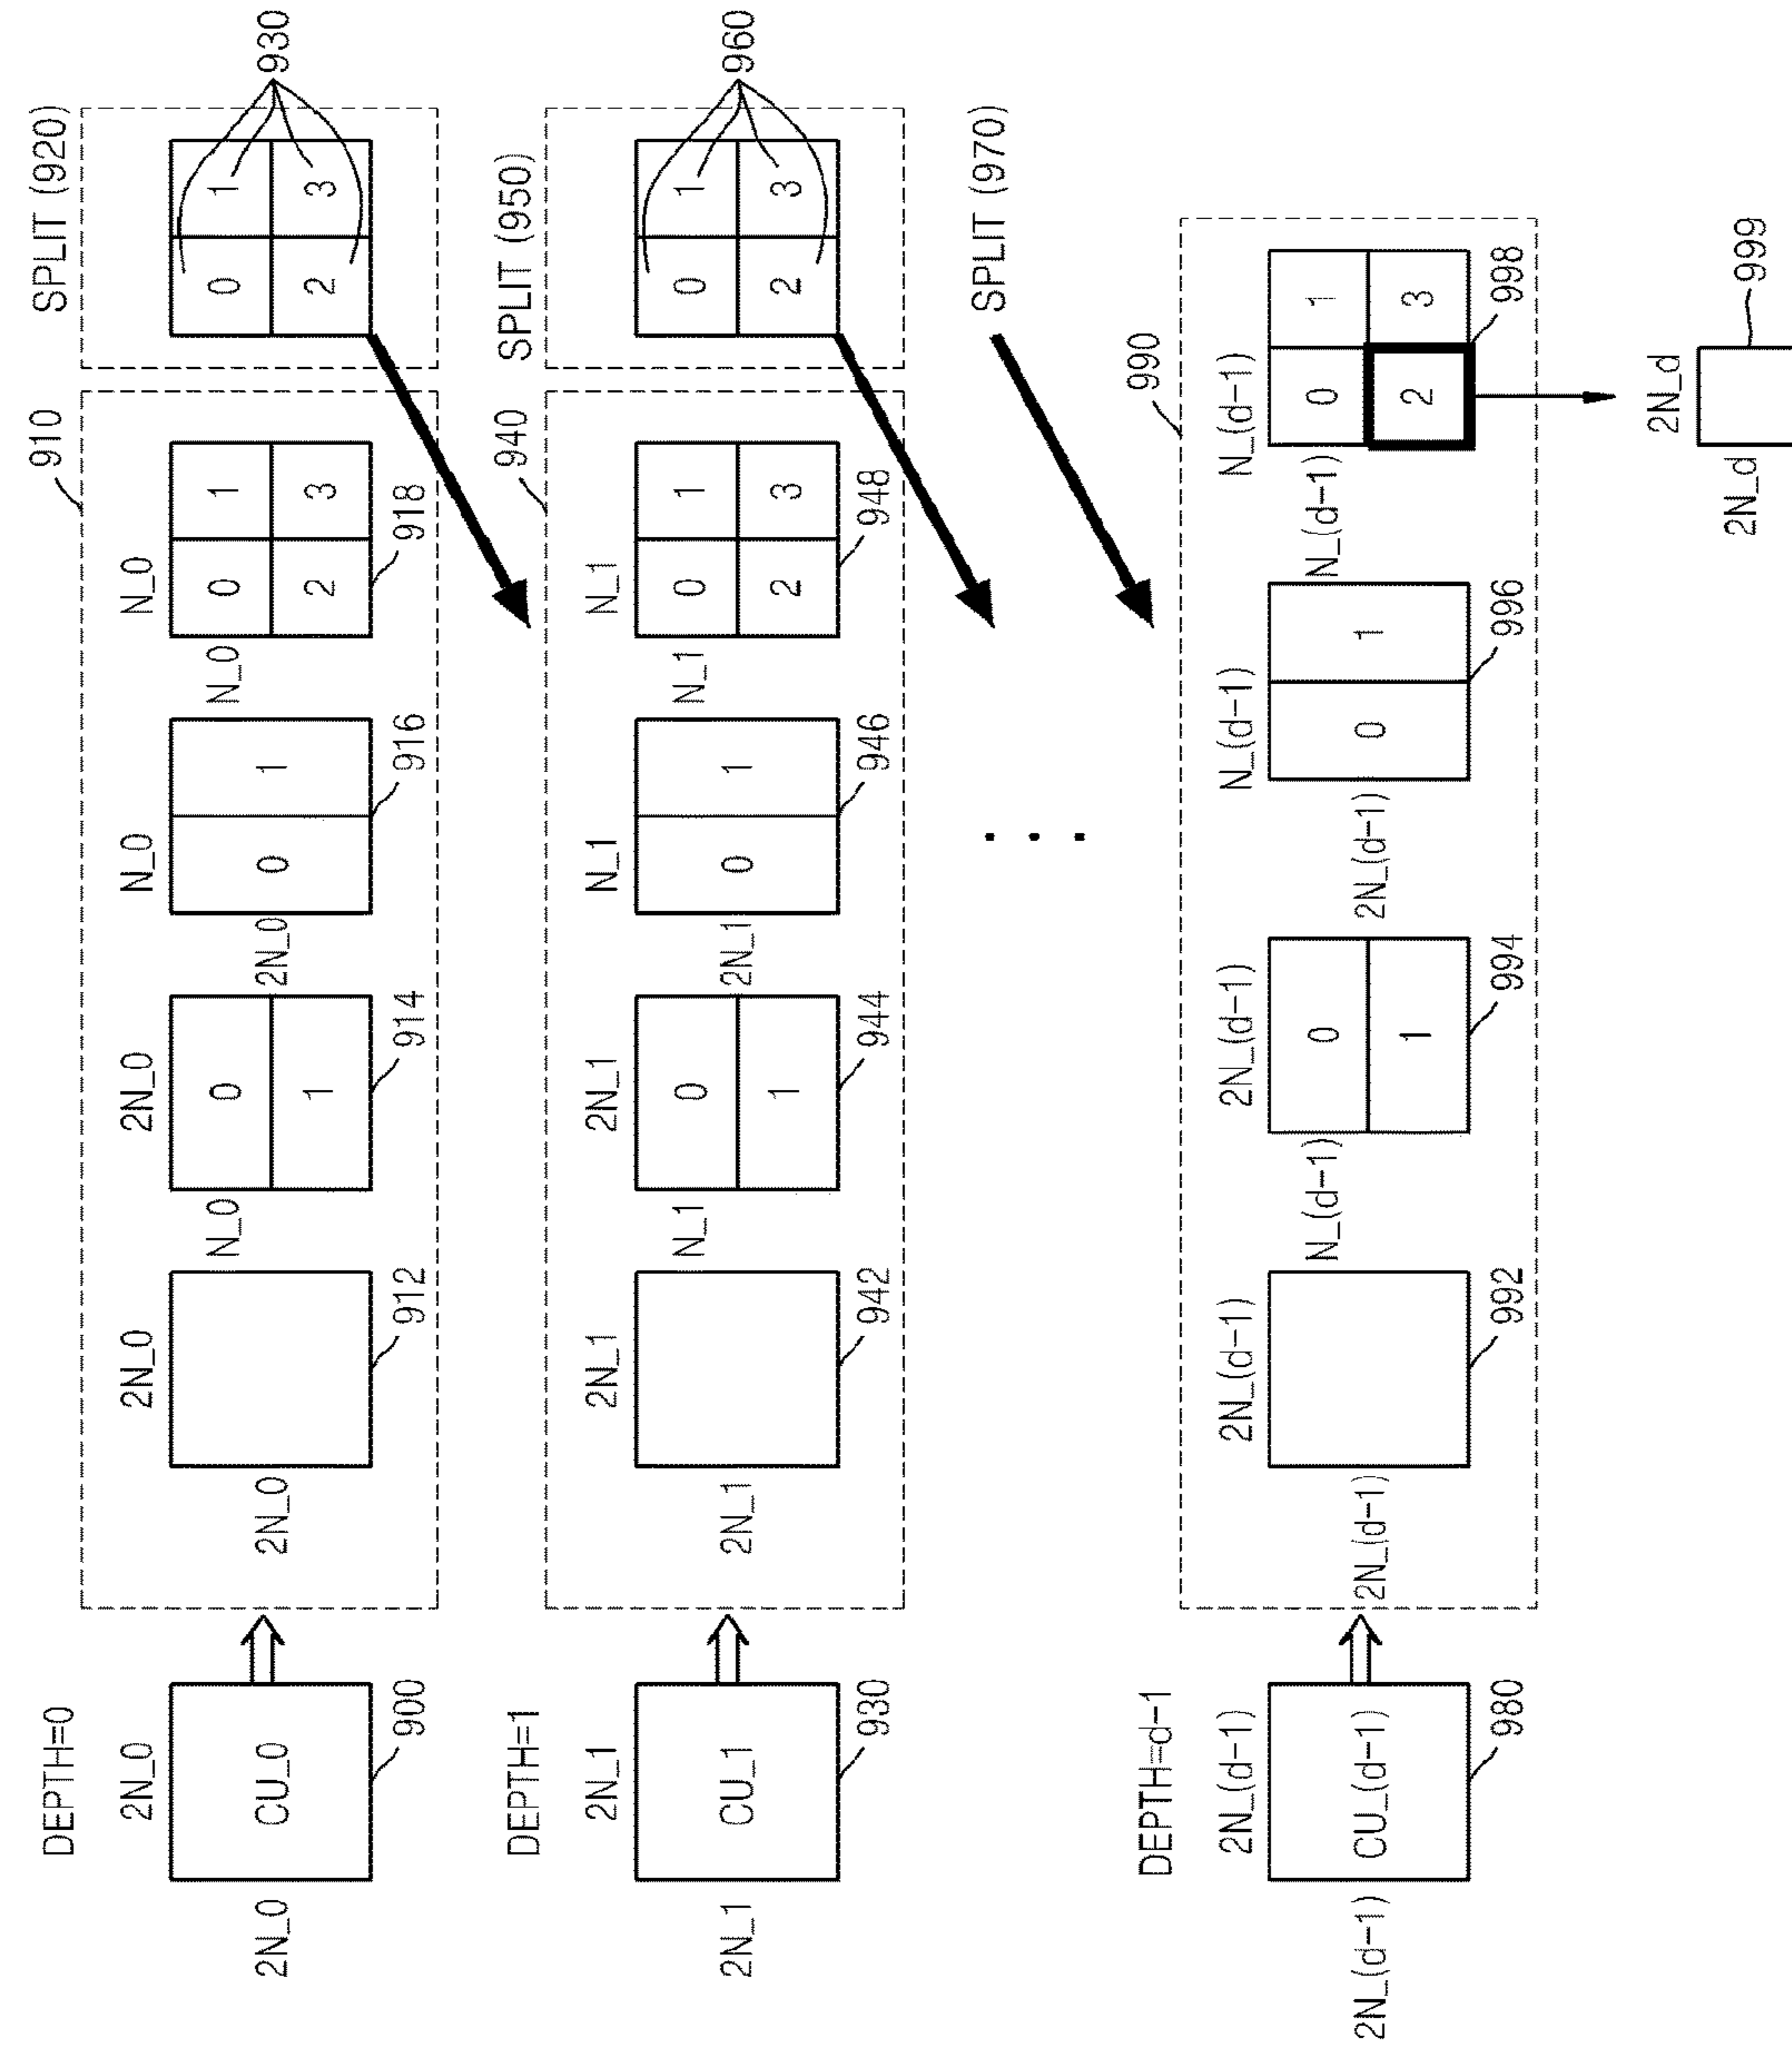 DEPTH=0
2N_0
2N_0
CU_0
900
910
2N_0
2N_0
912
2N_0
N_0
0
1
914
N_0
2N_0
0
1
916
N_0
N_0
0
1
2
3
918
SPLIT (920)
0
1
2
3
930
DEPTH=1
2N_1
2N_1
CU_1
930
940
2N_1
2N_1
942
2N_1
N_1
0
1
944
N_1
2N_1
0
1
946
N_1
N_1
0
1
2
3
948
SPLIT (950)
0
1
2
3
960
SPLIT (970)
. . .
DEPTH=d-1
2N_(d-1)
2N_(d-1)
CU_(d-1)
980
990
2N_(d-1)
2N_(d-1)
992
2N_(d-1)
N_(d-1)
0
1
994
N_(d-1)
2N_(d-1)
0
1
996
N_(d-1)
N_(d-1)
0
1
2
3
998
2N_d
2N_d
999